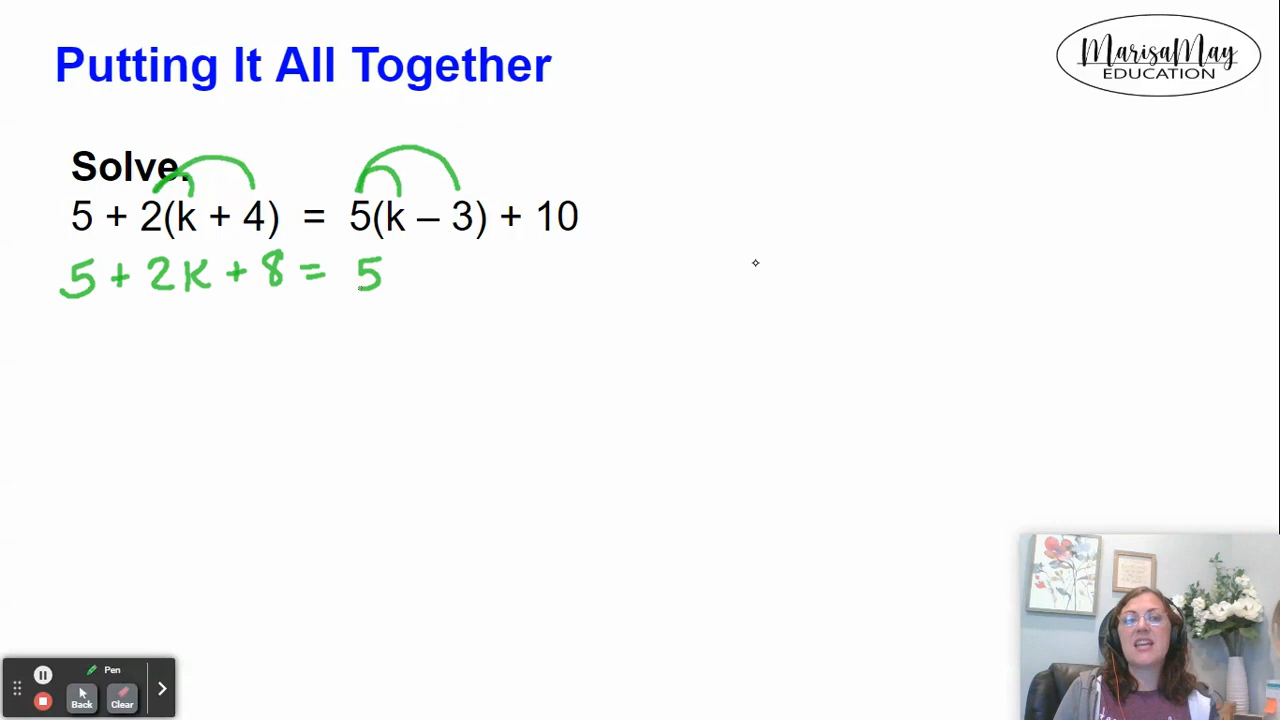 Putting It All Together
MarisaMay
EDUCATION
Solve.
5 + 2(k + 4) = 5(k – 3) + 10
5 + 2k + 8 = 5
Pen
Back
Clear